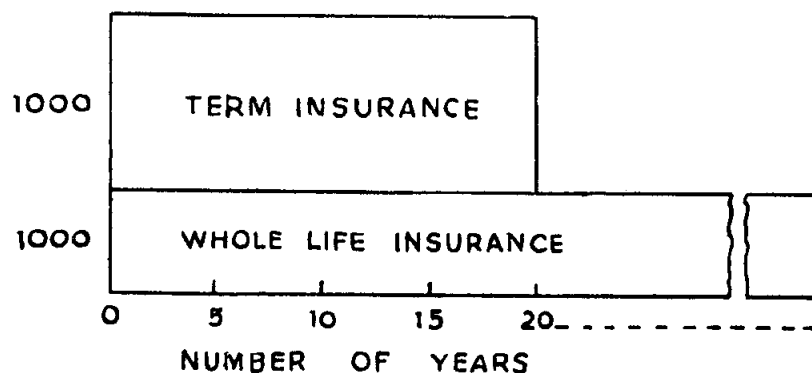 1000 TERM INSURANCE
1000 WHOLE LIFE INSURANCE
0 5 10 15 20
NUMBER OF YEARS